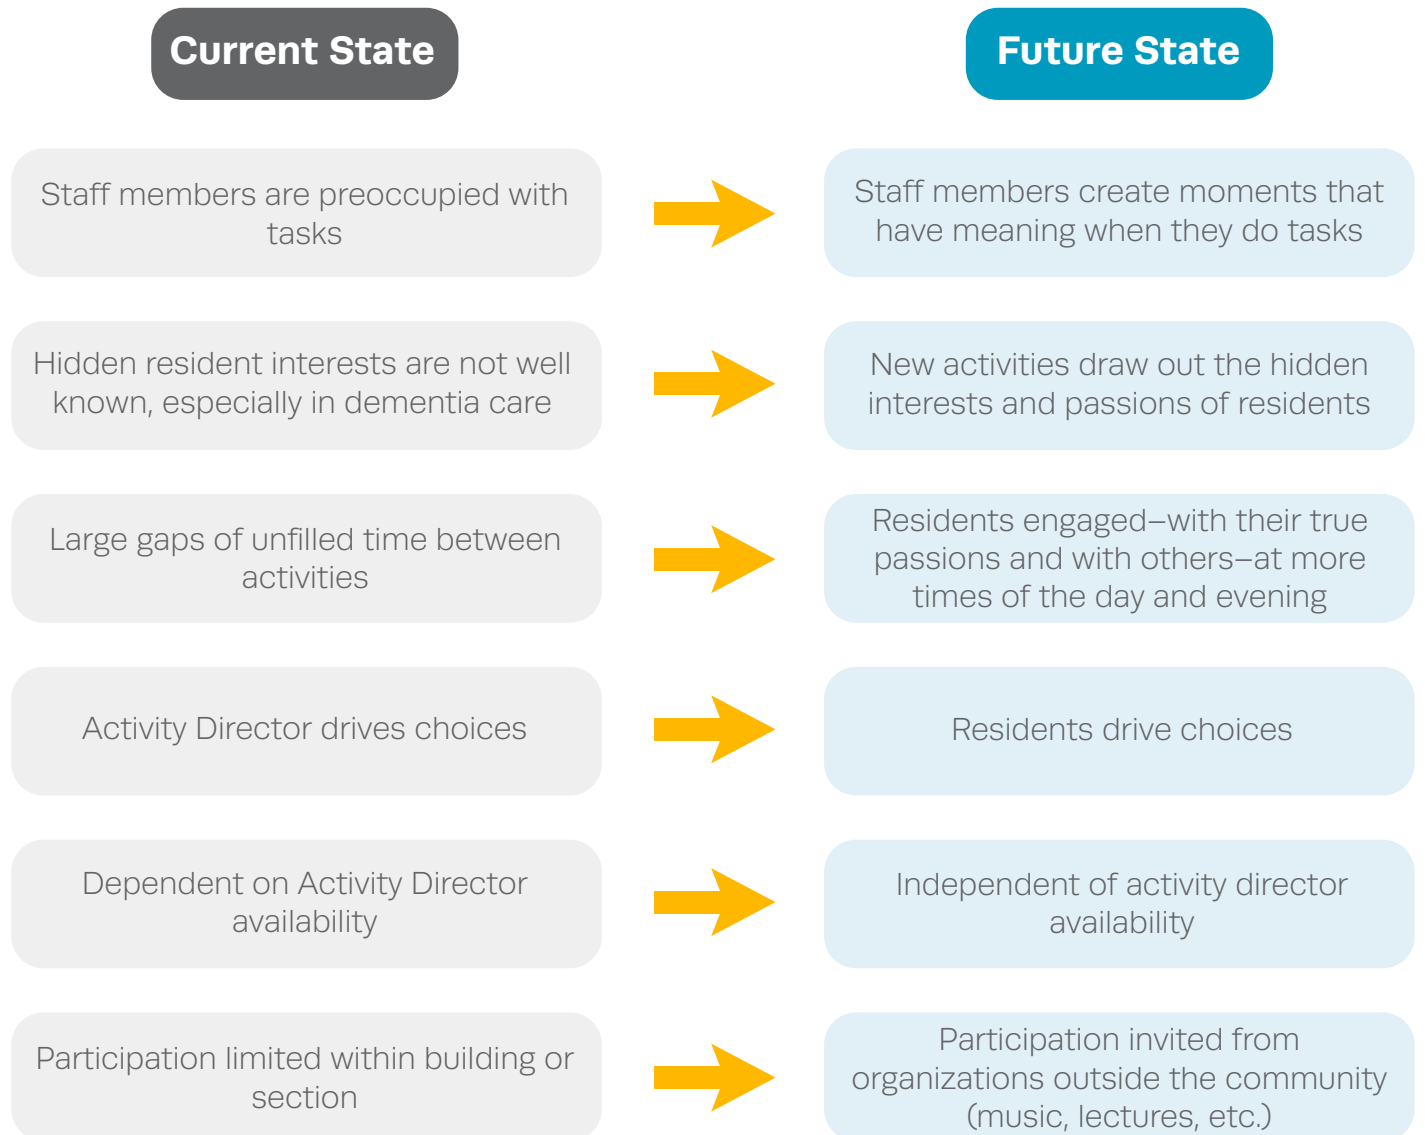 Current State
Future State
Staff members are preoccupied with
tasks
Staff members create moments that
have meaning when they do tasks
Hidden resident interests are not well
known, especially in dementia care
New activities draw out the hidden
interests and passions of residents
Large gaps of unfilled time between
activities
Residents engaged–with their true
passions and with others–at more
times of the day and evening
Activity Director drives choices
Residents drive choices
Dependent on Activity Director
availability
Independent of activity director
availability
Participation limited within building or
section
Participation invited from
organizations outside the community
(music, lectures, etc.)